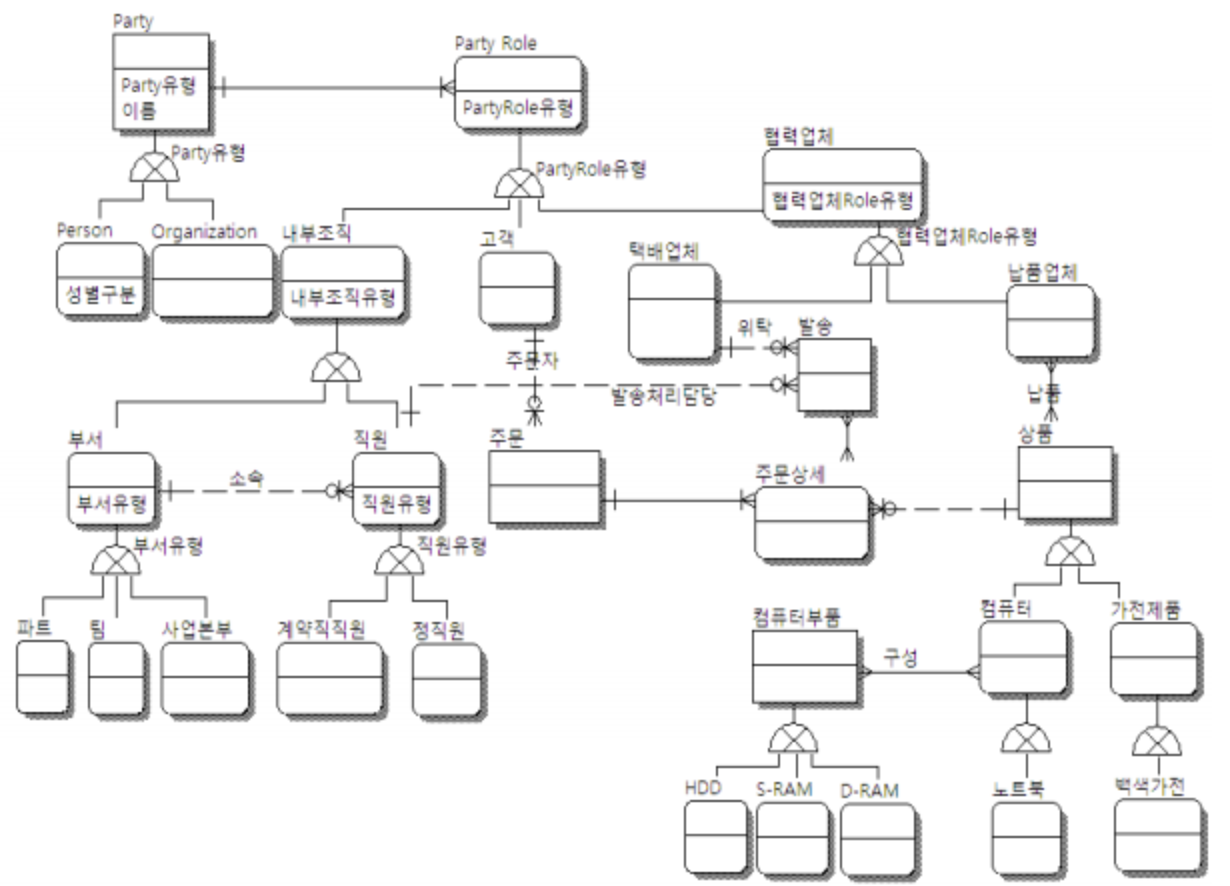 Party
Party유형
이름
Party유형
Person
성별구분
Organization
Party Role
PartyRole유형
PartyRole유형
내부조직
내부조직유형
고객
협력업체
협력업체Role유형
협력업체Role유형
택배업체
납품업체
위탁
발송
주문자
발송처리담당
납품
부서
부서유형
소속
직원
직원유형
주문
주문상세
상품
부서유형
직원유형
파트
팀
사업본부
계약직직원
정직원
컴퓨터부품
구성
컴퓨터
가전제품
HDD
S-RAM
D-RAM
노트북
백색가전